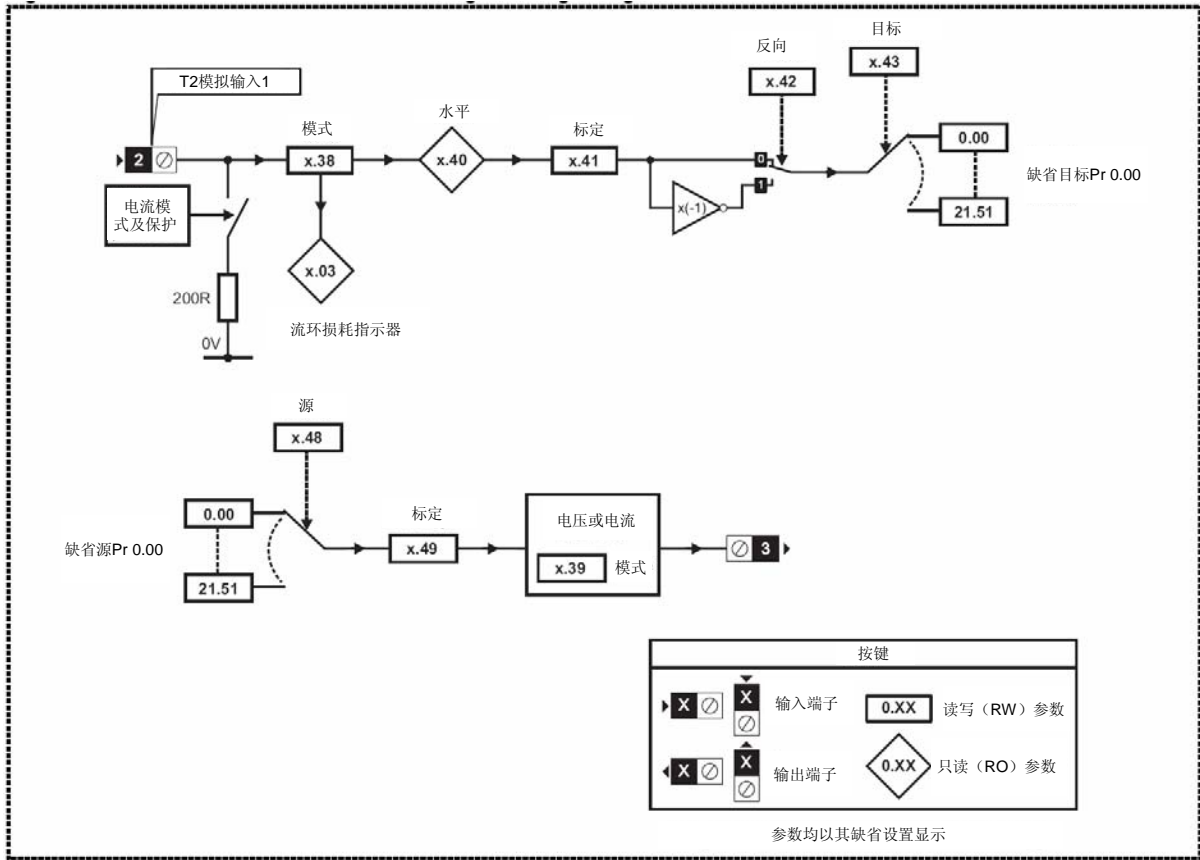 反向
目标
x.42
x.43
T2模拟输入1
模式
水平
标定
2
x.38
x.40
x.41
0
1
x(-1)
0.00
21.51
缺省目标Pr 0.00
电流模
式及保护
x.03
200R
0V
流环损耗指示器
源
x.48
0.00
21.51
缺省源Pr 0.00
标定
x.49
电压或电流
x.39
模式
3
按键
X
X
输入端子
0.XX
读写（RW）参数
X
X
输出端子
0.XX
只读（RO）参数
参数均以其缺省设置显示